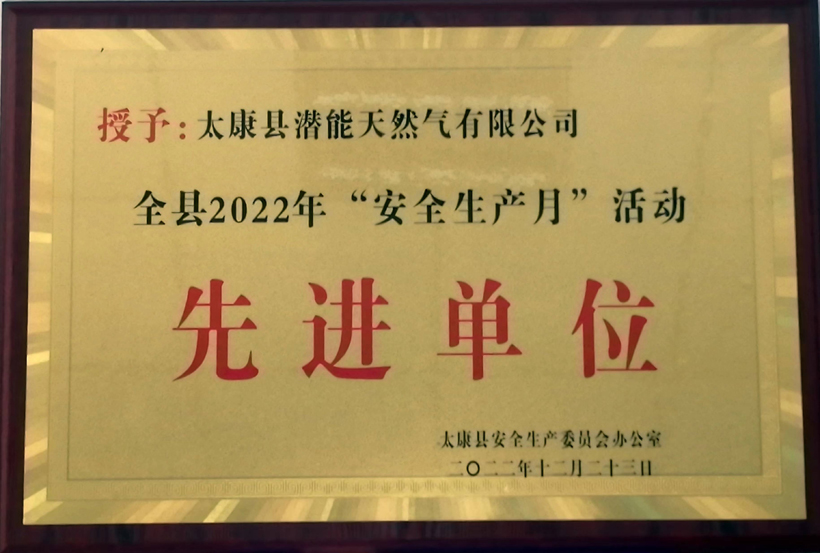 授予:太康县潜能天然气有限公司
全县2022年“安全生产月”活动
先进单位
太康县安全生产委员会办公室
二〇二二年十二月二十三日